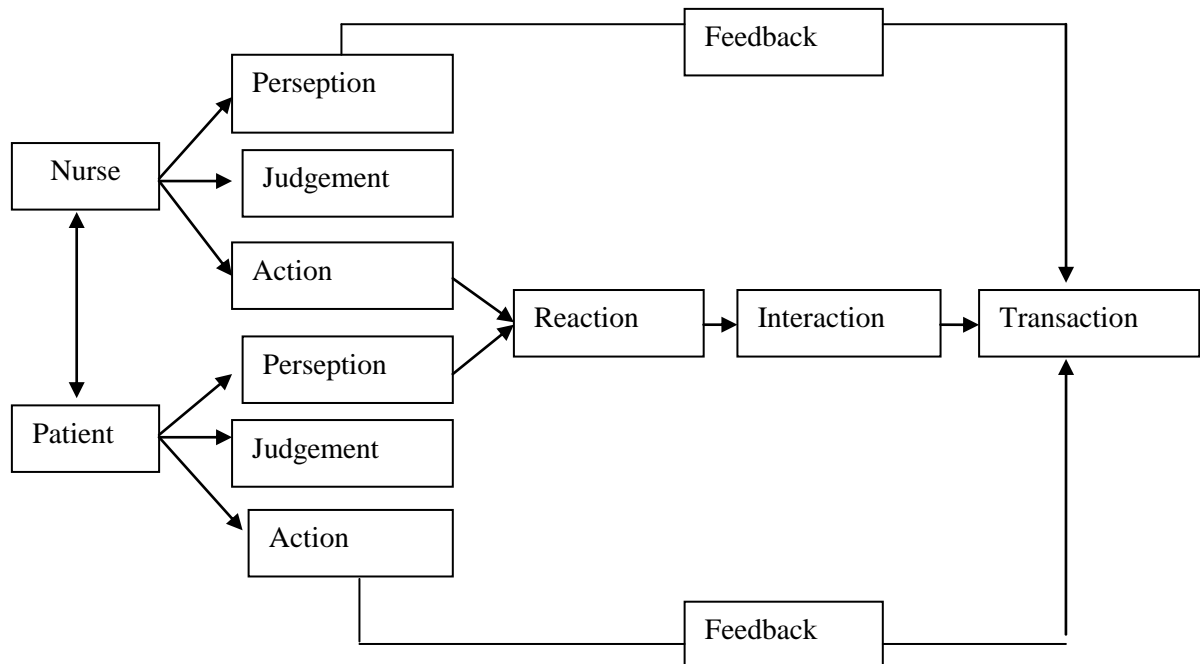 Feedback
Perseption
Nurse
Judgement
Action
Reaction
Interaction
Transaction
Perseption
Patient
Judgement
Action
Feedback